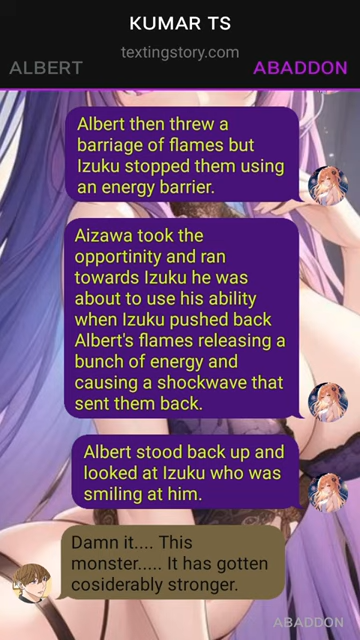 KUMAR TS
textingstory.com
ALBERT
ABADDON
Albert then threw a
barriage of flames but
Izuku stopped them using
an energy barrier.
Aizawa took the
opportinity and ran
towards Izuku he was
about to use his ability
when Izuku pushed back
Albert's flames releasing a
bunch of energy and
causing a shockwave that
sent them back.
Albert stood back up and
looked at Izuku who was
smiling at him.
Damn it.... This
monster..... It has gotten
cosiderably stronger.
ABADDON